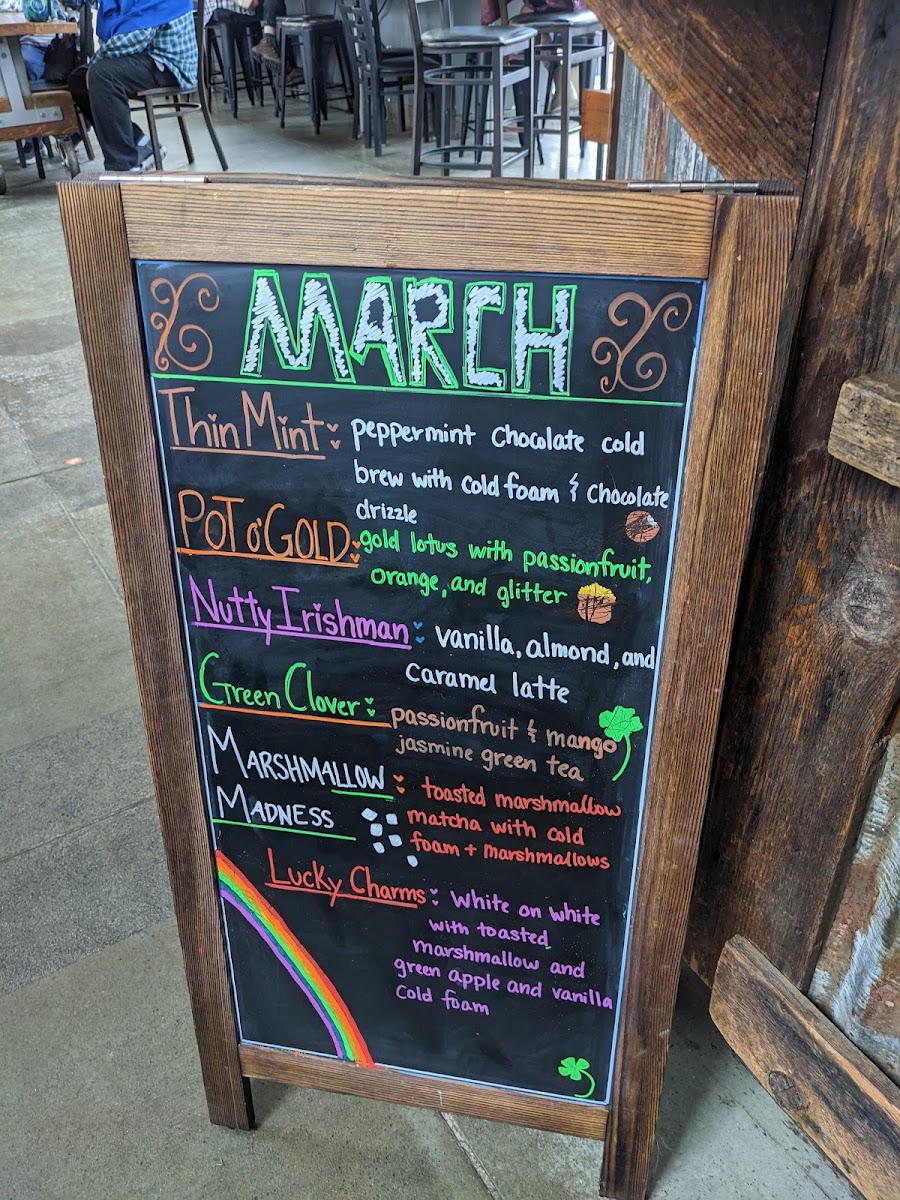 MARCH
Thin Mint: peppermint chocolate cold
brew with cold foam & chocolate
drizzle
POT O' GOLD: gold lotus with passionfruit,
orange, and glitter
Nutty Irishman: vanilla, almond, and
caramel latte
Green Clover: passionfruit & mango
jasmine green tea
MARSHMALLOW : toasted marshmallow
MADNESS matcha with cold
foam + marshmallows
Lucky Charms: White on white
with toasted
marshmallow and
green apple and vanilla
cold foam